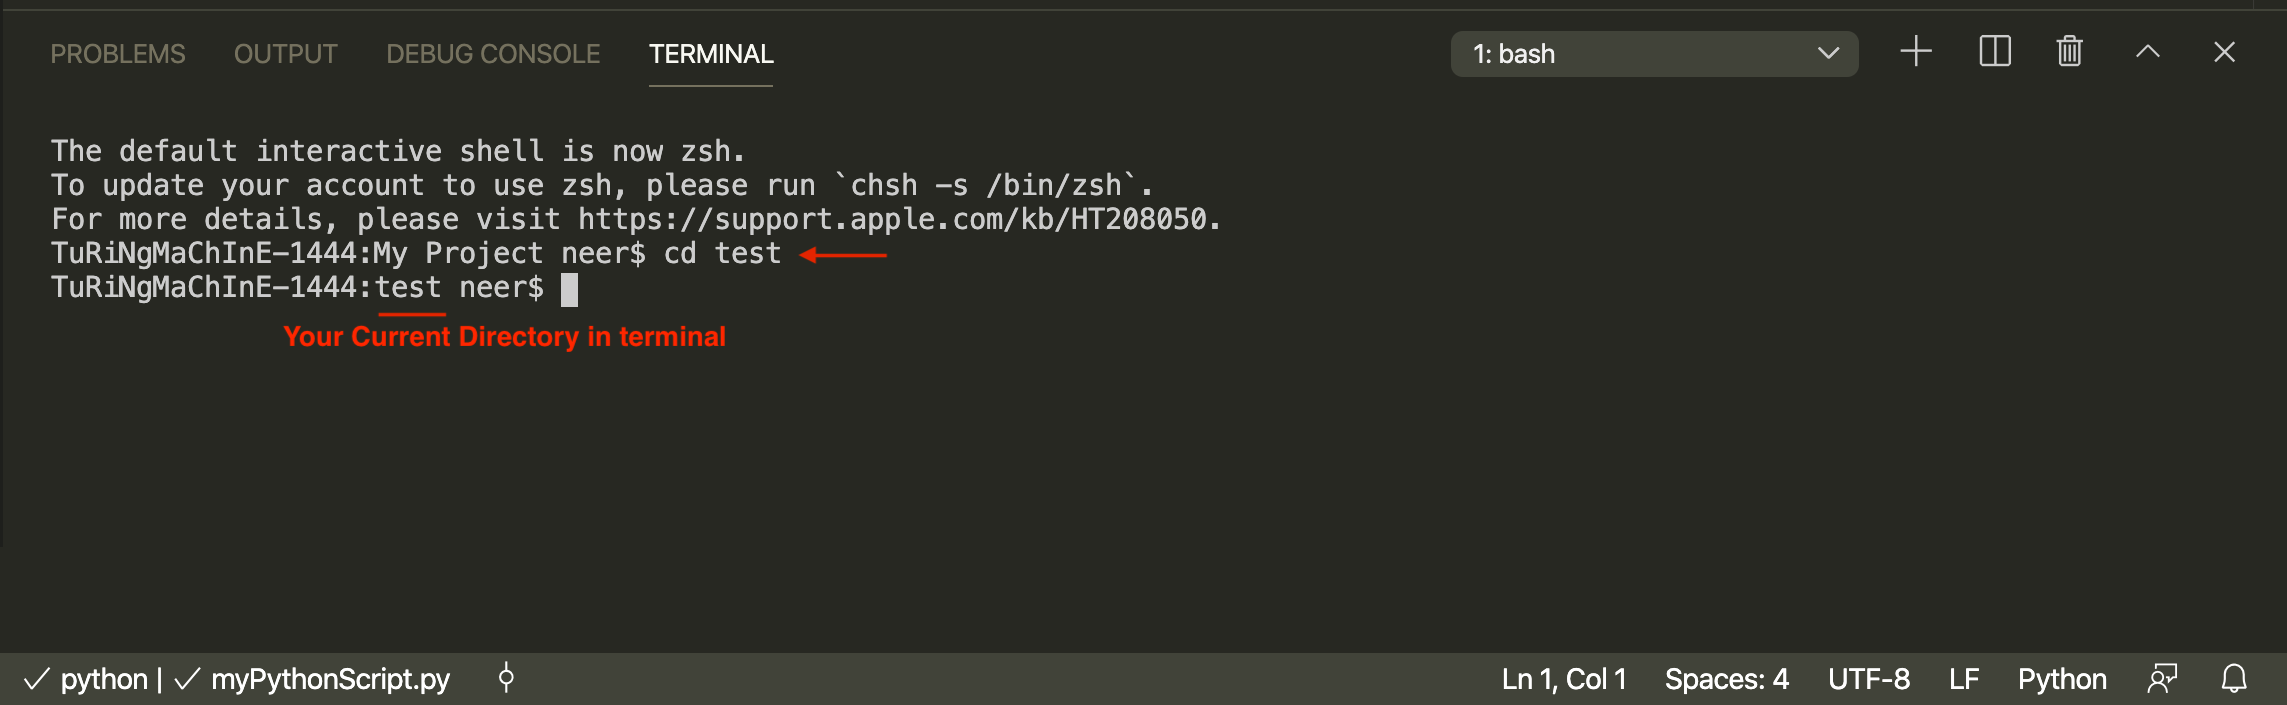 PROBLEMS OUTPUT DEBUG CONSOLE TERMINAL 1: bash
The default interactive shell is now zsh.
To update your account to use zsh, please run `chsh -s /bin/zsh`.
For more details, please visit https://support.apple.com/kb/HT208050.
TuRiNgMaChInE-1444:My Project neer$ cd test
TuRiNgMaChInE-1444:test neer$
Your Current Directory in terminal
python | myPythonScript.py Ln 1, Col 1 Spaces: 4 UTF-8 LF Python